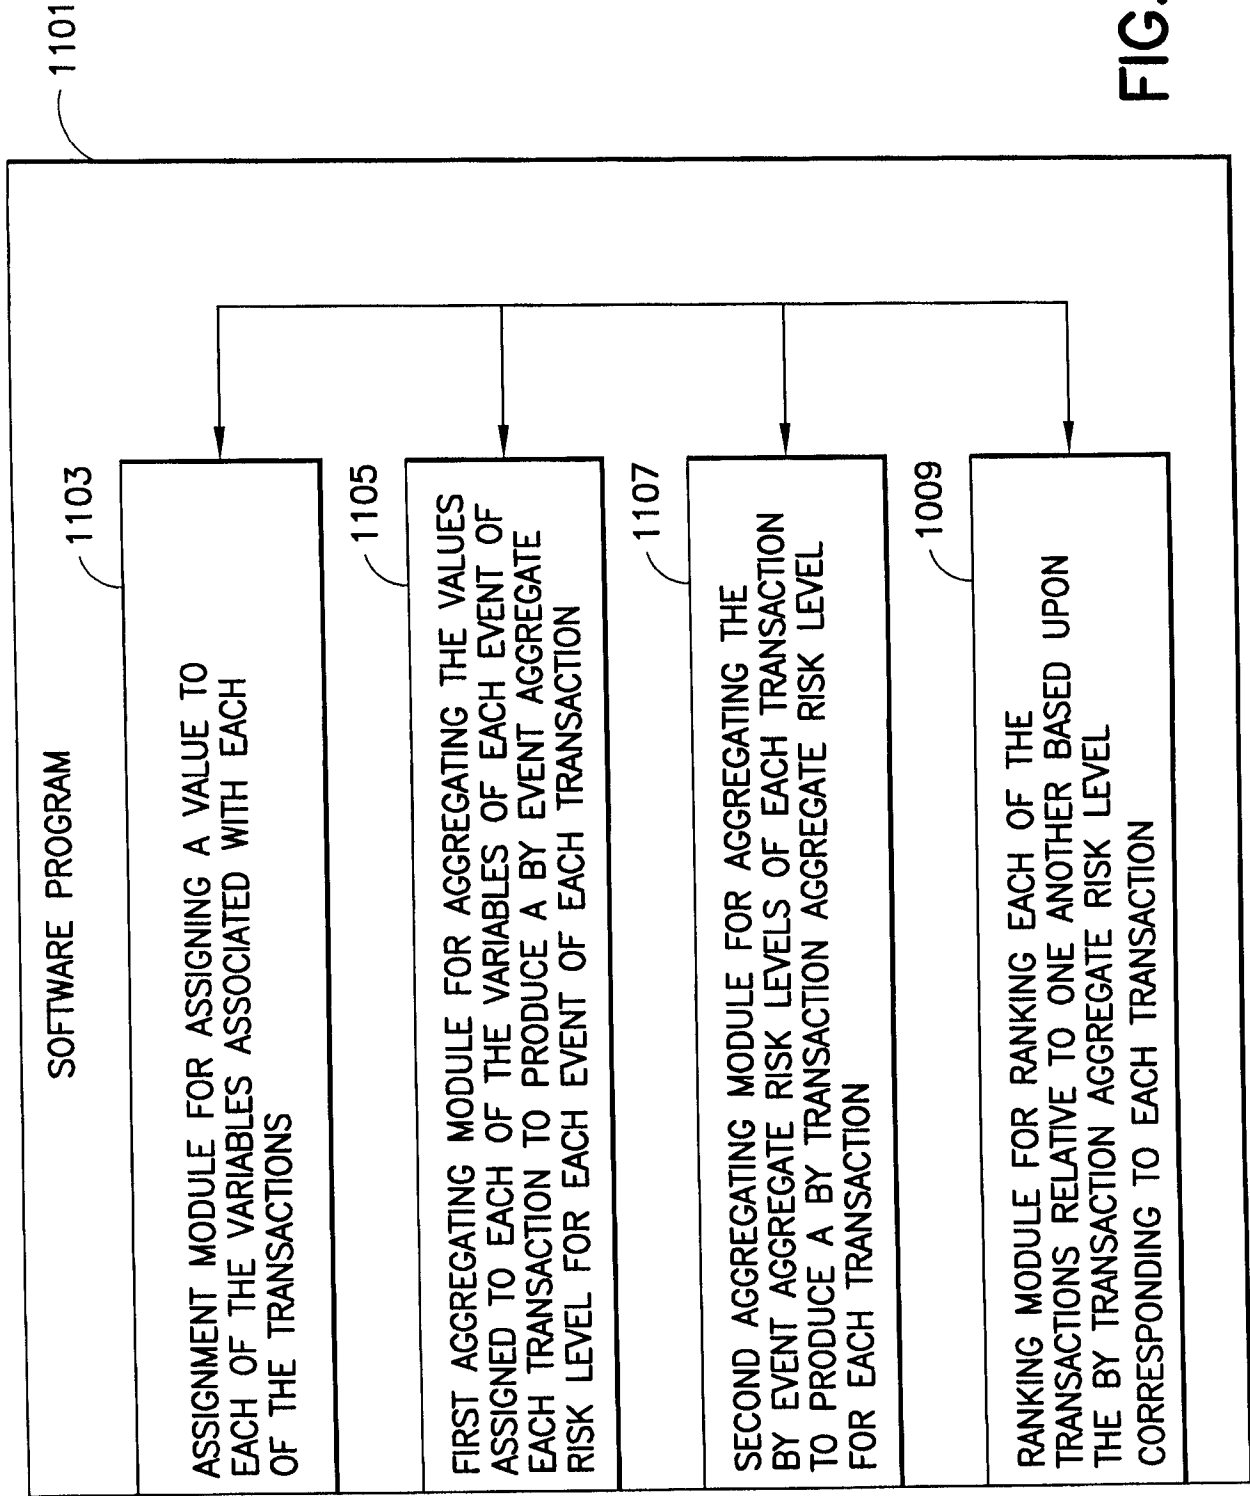 1101
SOFTWARE PROGRAM
1103
ASSIGNMENT MODULE FOR ASSIGNING A VALUE TO
EACH OF THE VARIABLES ASSOCIATED WITH EACH
OF THE TRANSACTIONS
1105
FIRST AGGREGATING MODULE FOR AGGREGATING THE VALUES
ASSIGNED TO EACH OF THE VARIABLES OF EACH EVENT OF
EACH TRANSACTION TO PRODUCE A BY EVENT AGGREGATE
RISK LEVEL FOR EACH EVENT OF EACH TRANSACTION
1107
SECOND AGGREGATING MODULE FOR AGGREGATING THE
BY EVENT AGGREGATE RISK LEVELS OF EACH TRANSACTION
TO PRODUCE A BY TRANSACTION AGGREGATE RISK LEVEL
FOR EACH TRANSACTION
1009
RANKING MODULE FOR RANKING EACH OF THE
TRANSACTIONS RELATIVE TO ONE ANOTHER BASED UPON
THE BY TRANSACTION AGGREGATE RISK LEVEL
CORRESPONDING TO EACH TRANSACTION
FIG.